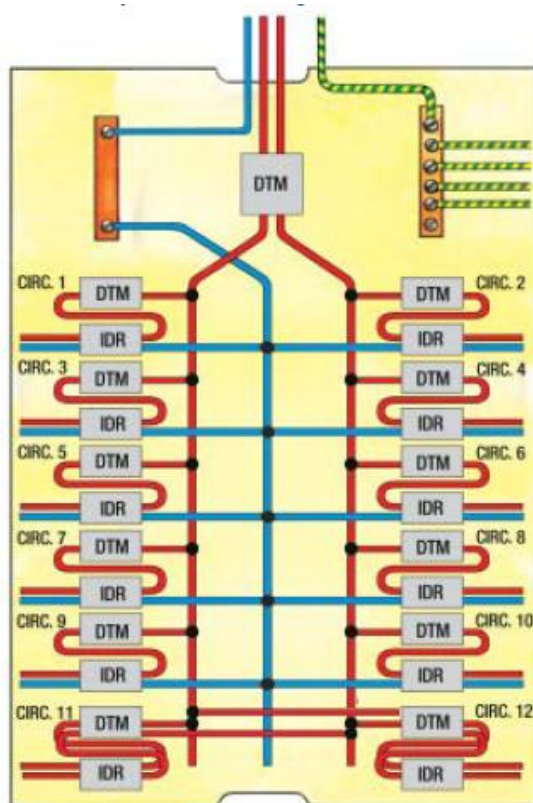 DTM
CIRC. 1 DTM DTM CIRC. 2
IDR IDR
CIRC. 3 DTM DTM CIRC. 4
IDR IDR
CIRC. 5 DTM DTM CIRC. 6
IDR IDR
CIRC. 7 DTM DTM CIRC. 8
IDR IDR
CIRC. 9 DTM DTM CIRC. 10
IDR IDR
CIRC. 11 DTM DTM CIRC. 12
IDR IDR